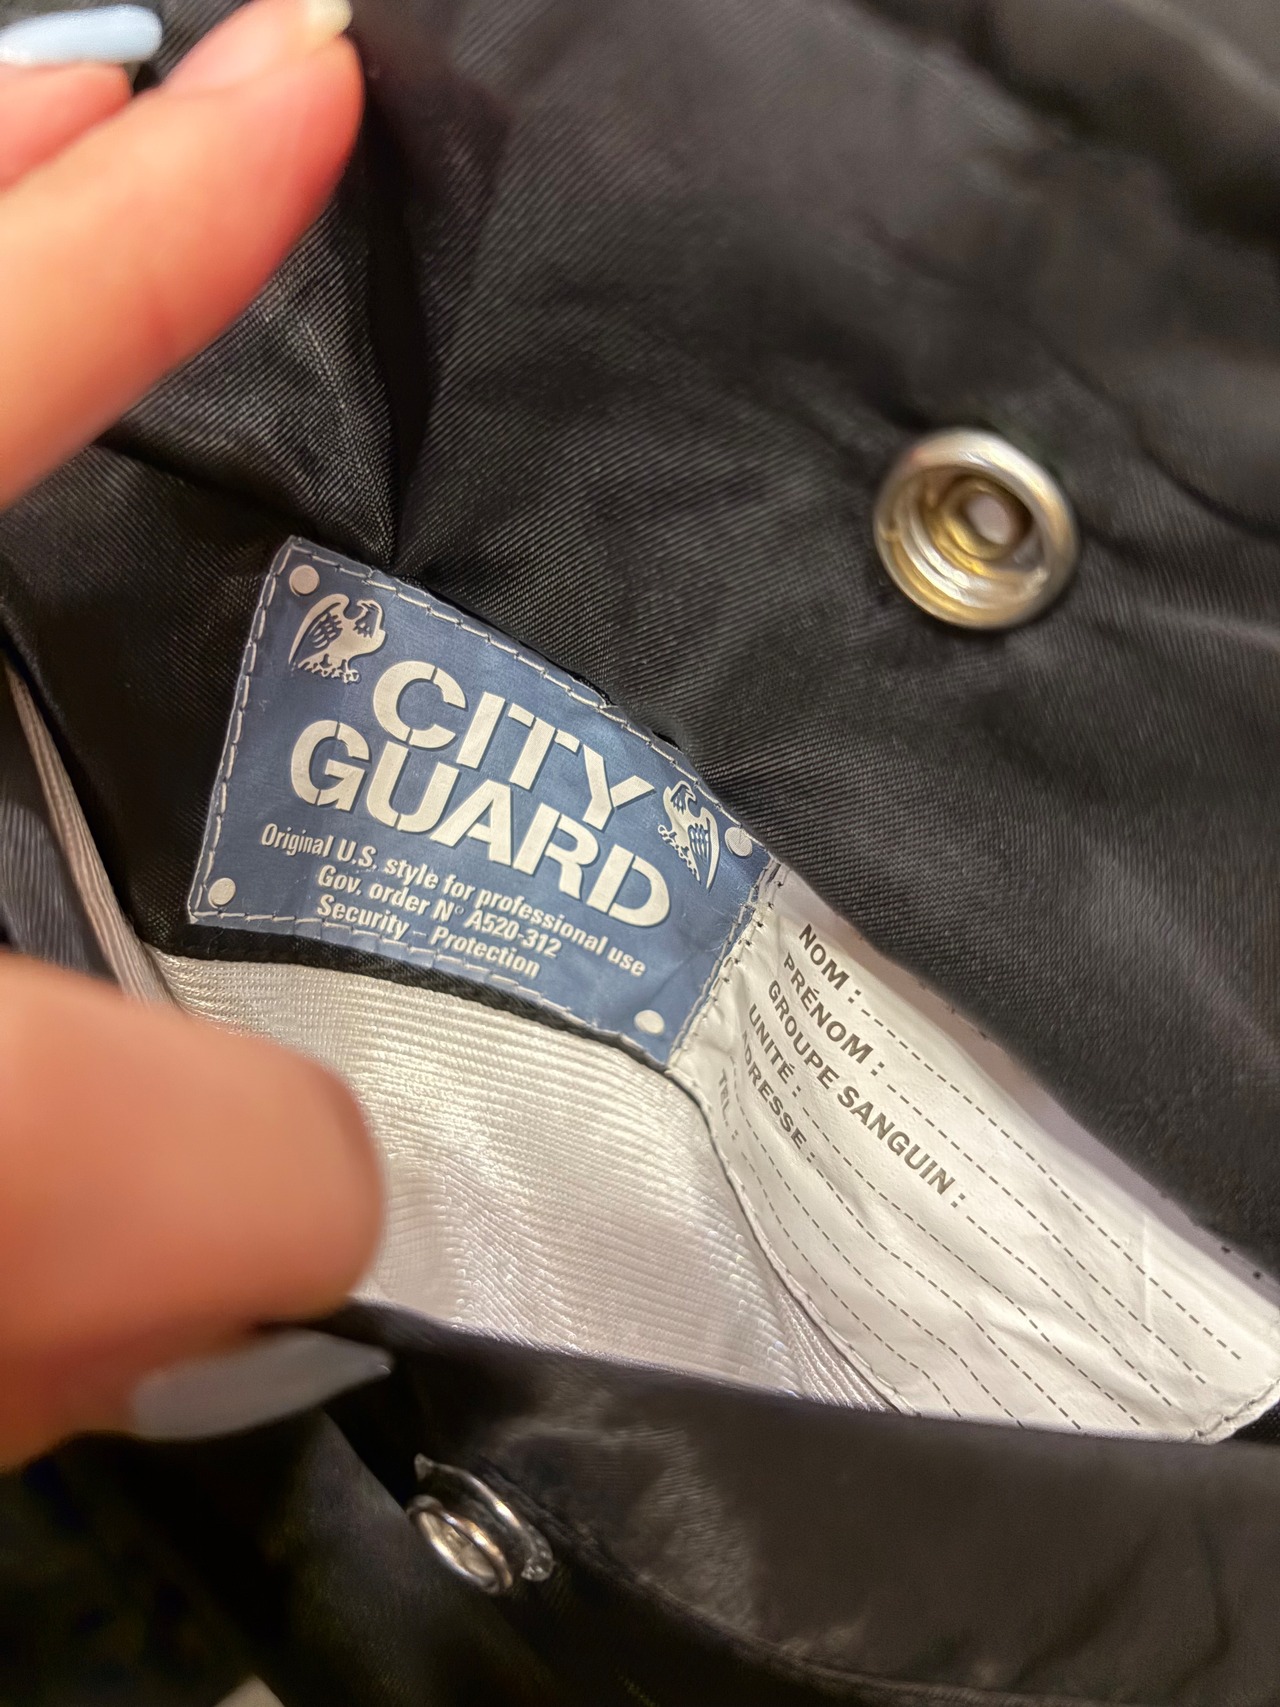 CITY
GUARD
Original U.S. style for professional use
Gov. order N° A520-312
Security - Protection
NOM :
PRÉNOM :
GROUPE SANGUIN :
UNITÉ :
ADRESSE :
TEL. :